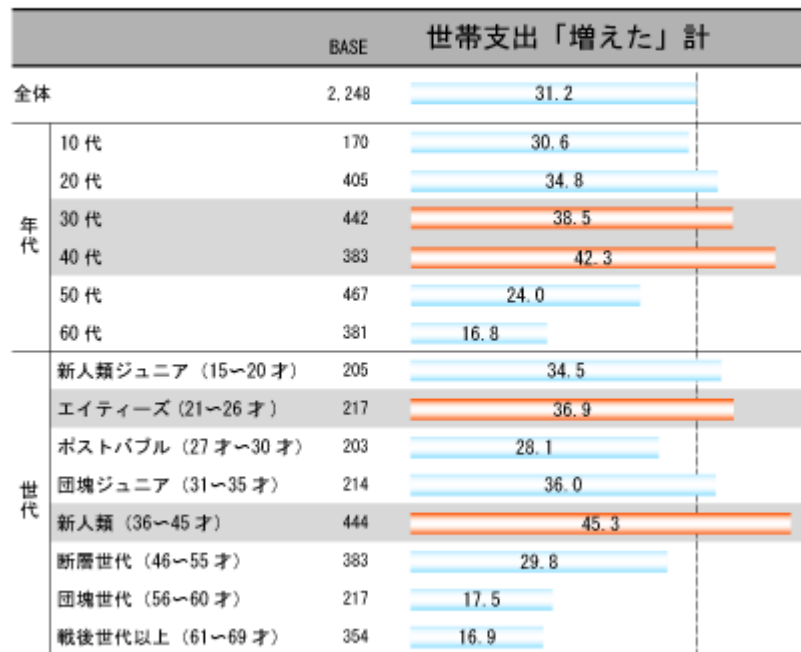 BASE 世帯支出「増えた」計
全体 2,248 31.2
年代
10代 170 30.6
20代 405 34.8
30代 442 38.5
40代 383 42.3
50代 467 24.0
60代 381 16.8
世代
新人類ジュニア（15〜20才） 205 34.5
エイティーズ（21〜26才） 217 36.9
ポストバブル（27才〜30才） 203 28.1
団塊ジュニア（31〜35才） 214 36.0
新人類（36〜45才） 444 45.3
断層世代（46〜55才） 383 29.8
団塊世代（56〜60才） 217 17.5
戦後世代以上（61〜69才） 354 16.9